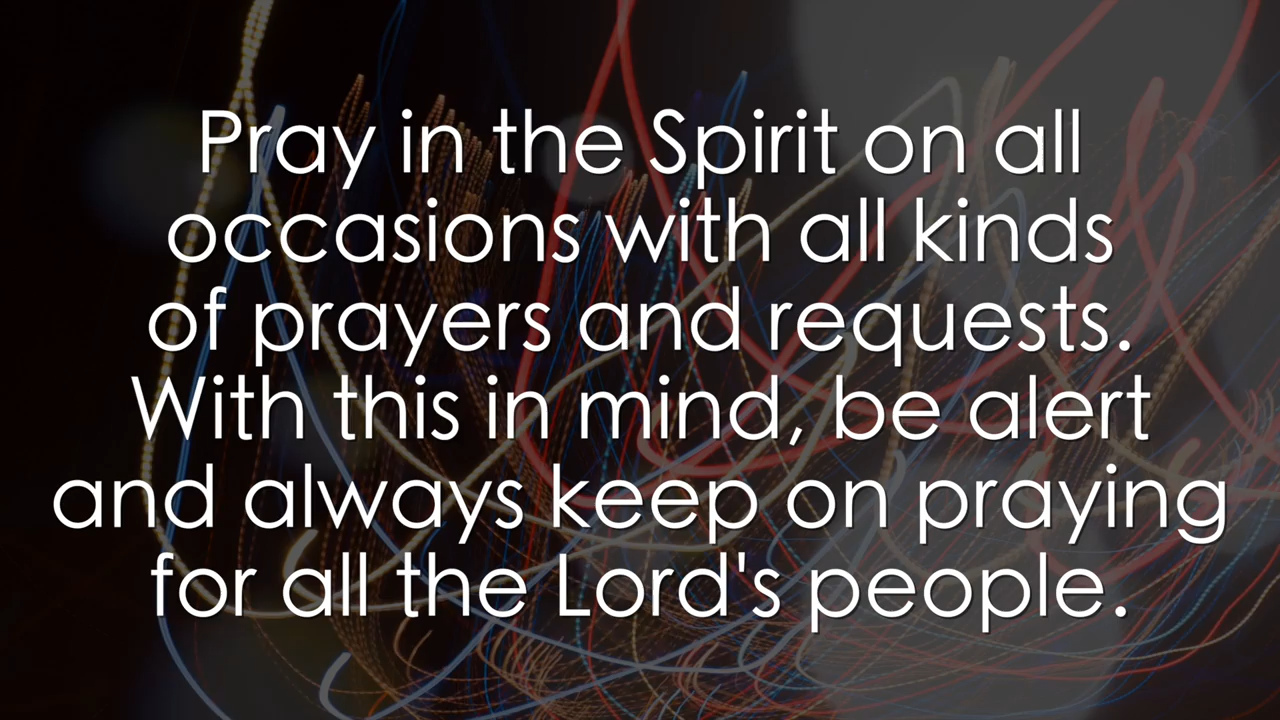 Pray in the Spirit on all
occasions with all kinds
of prayers and requests.
With this in mind, be alert
and always keep on praying
for all the Lord's people.